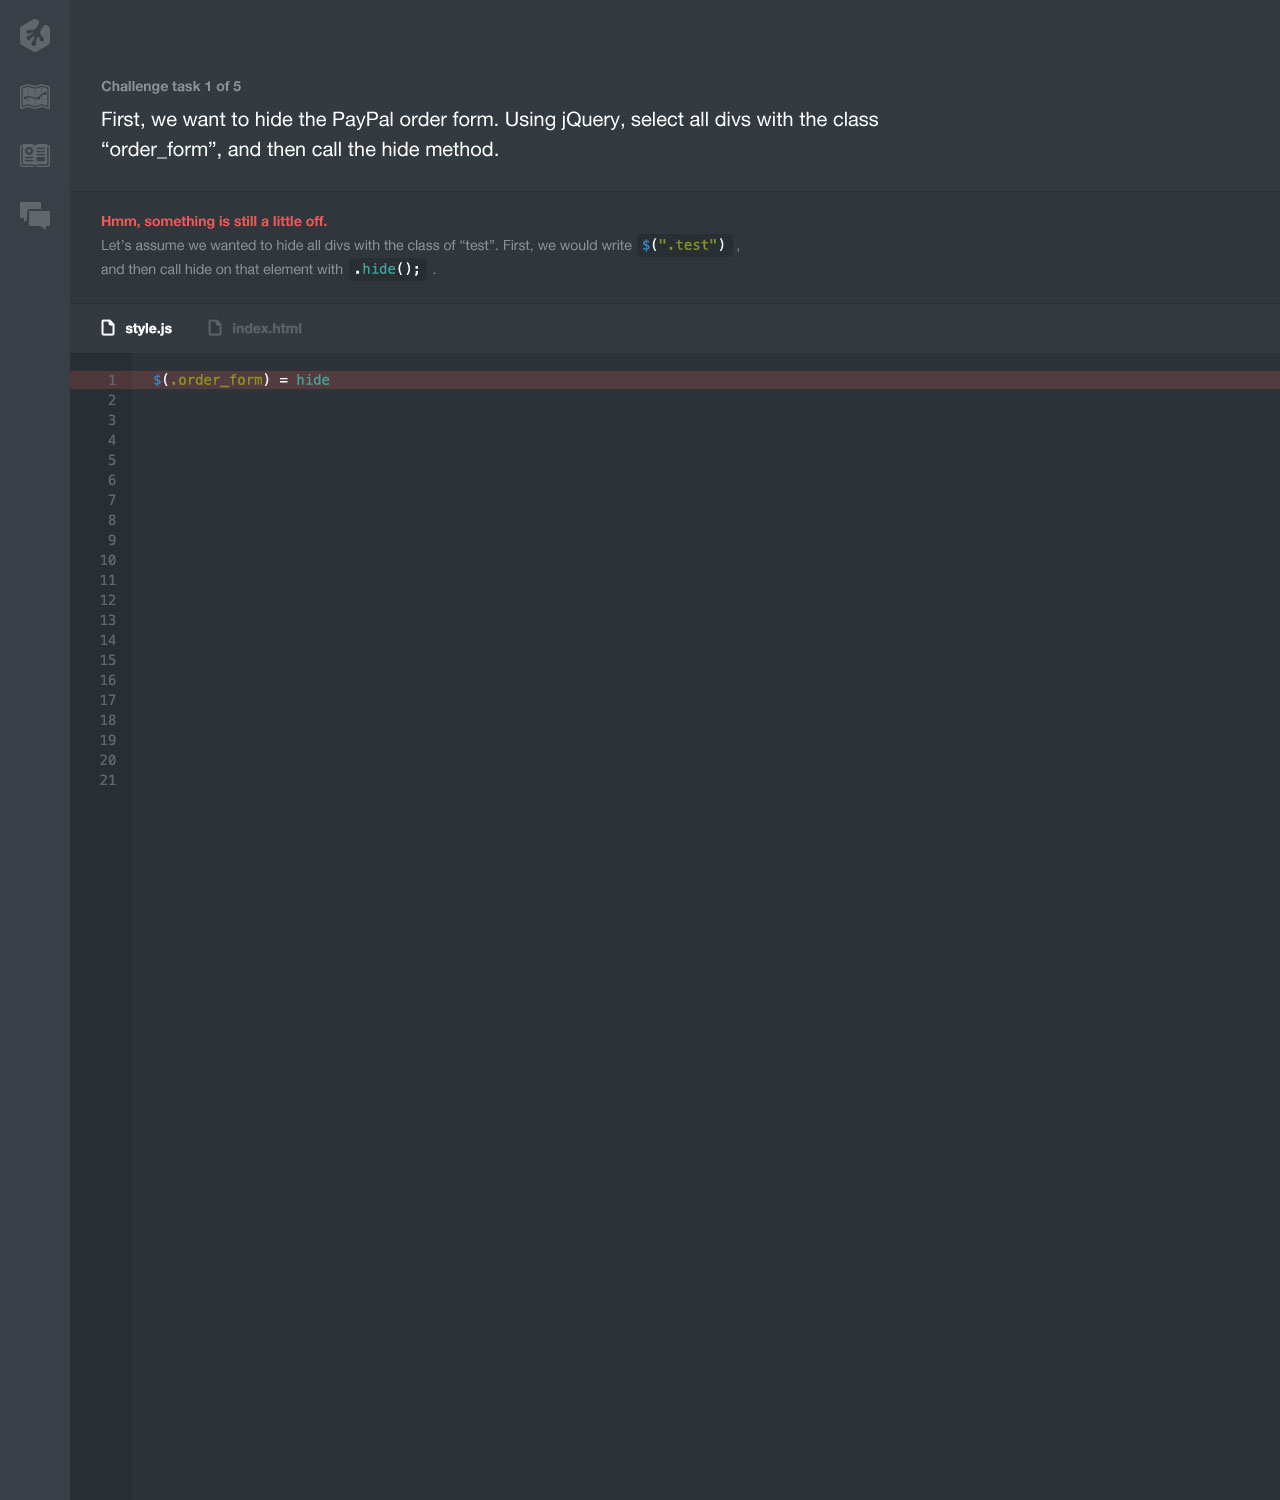 Challenge task 1 of 5
First, we want to hide the PayPal order form. Using jQuery, select all divs with the class
“order_form”, and then call the hide method.
Hmm, something is still a little off.
Let’s assume we wanted to hide all divs with the class of “test”. First, we would write $(".test") ,
and then call hide on that element with .hide(); .
style.js index.html
1 $(.order_form) = hide
2
3
4
5
6
7
8
9
10
11
12
13
14
15
16
17
18
19
20
21